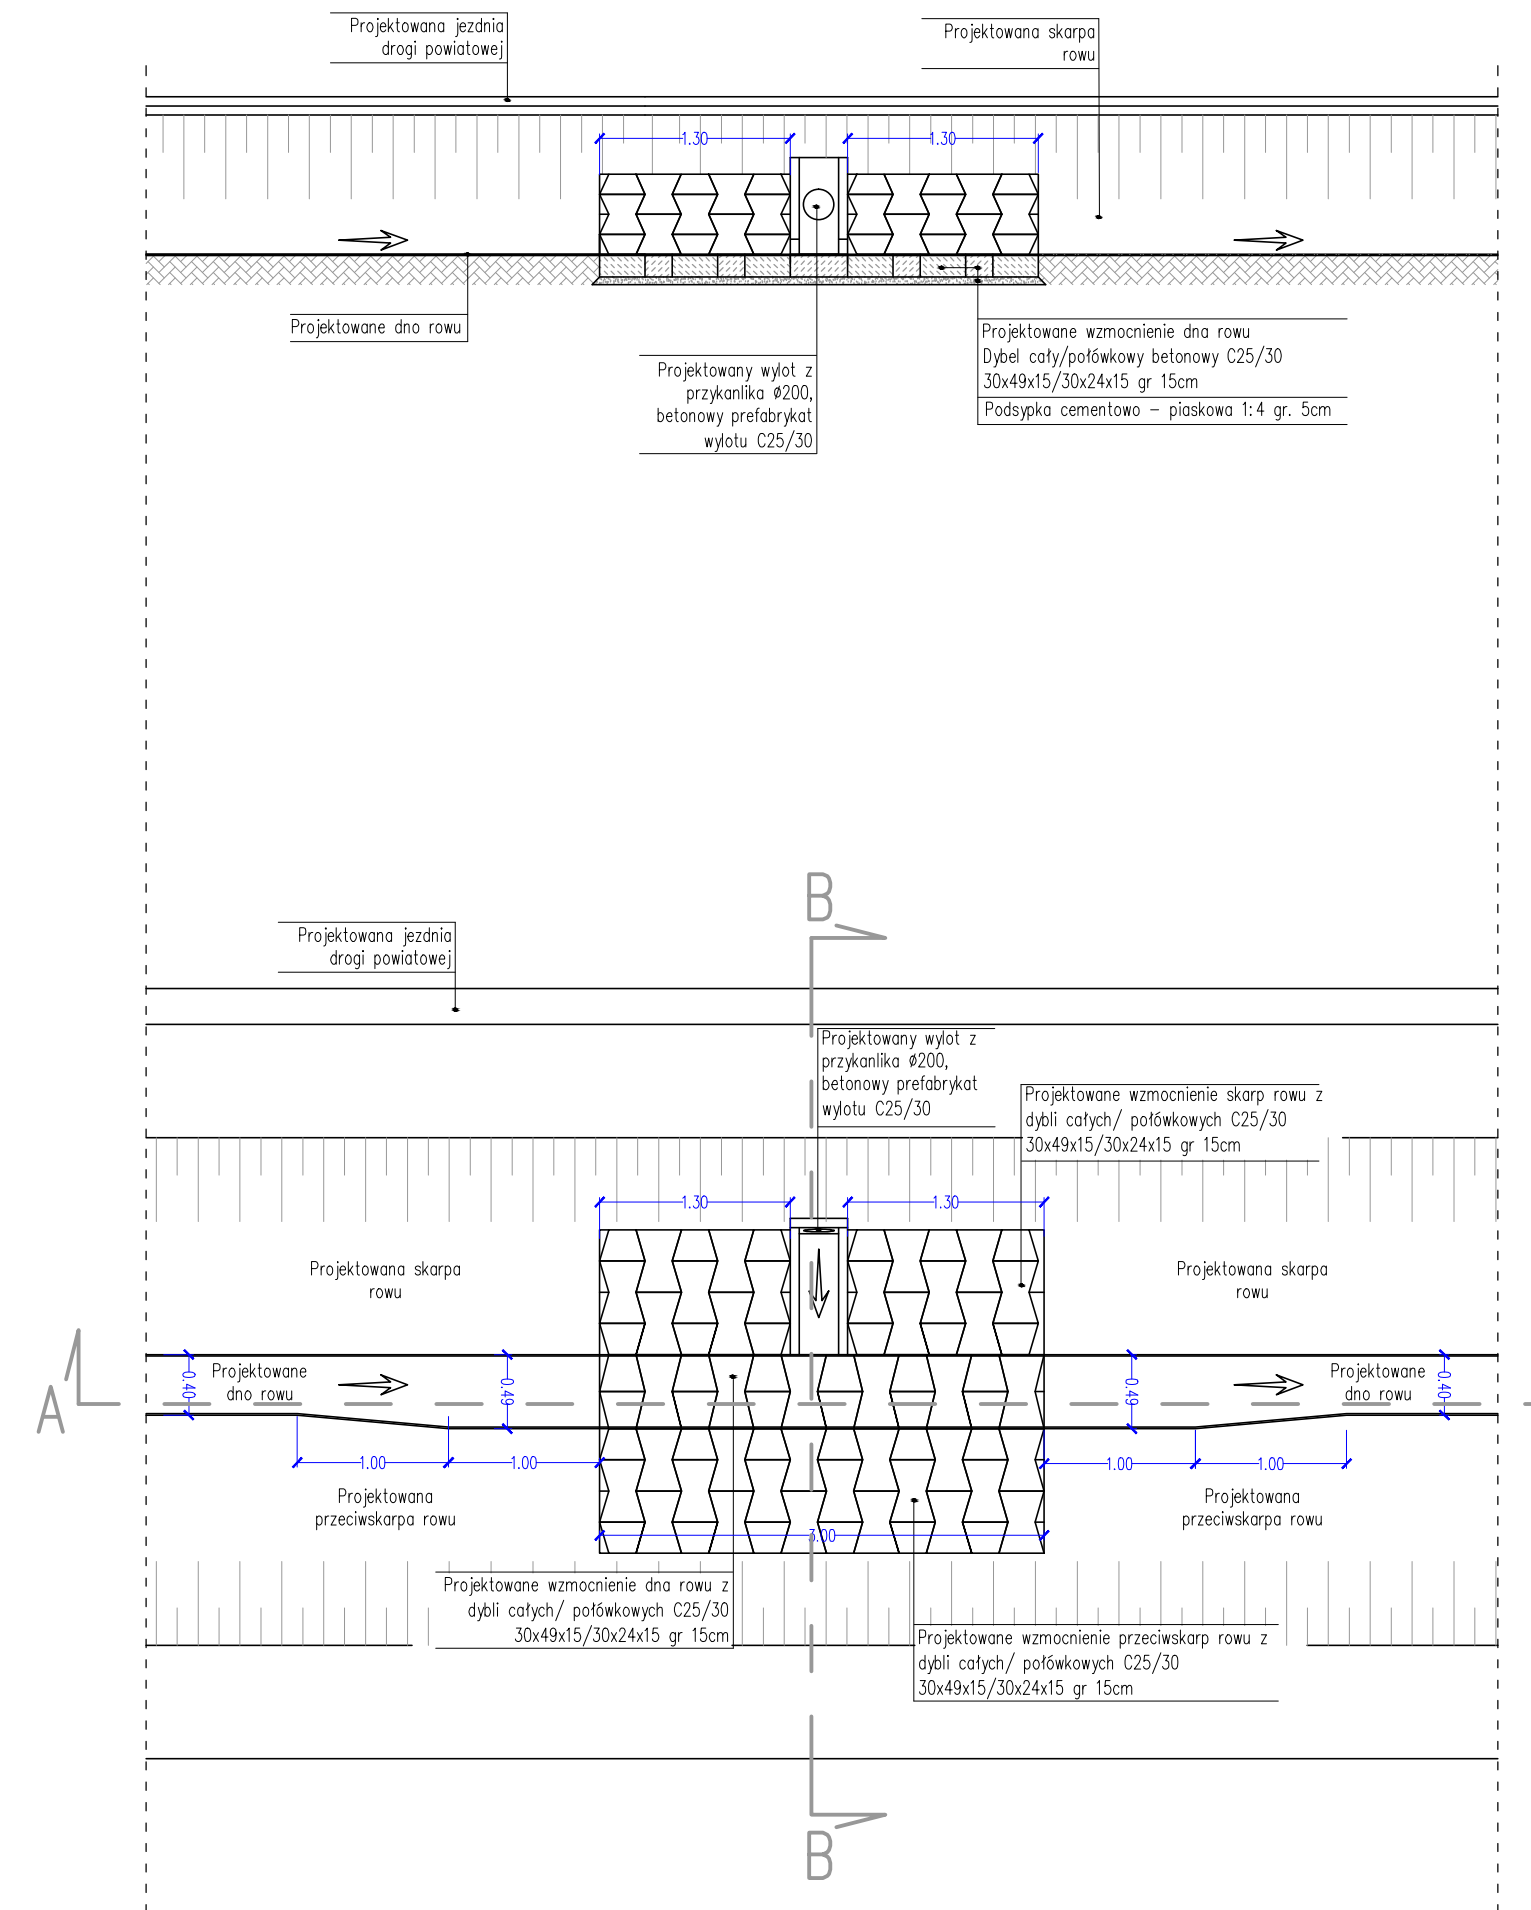 Projektowana jezdnia
drogi powiatowej
Projektowana skarpa
rowu
1.30
1.30
Projektowane dno rowu
Projektowany wylot z
przykanlika Ø200,
betonowy prefabrykat
wylotu C25/30
Projektowane wzmocnienie dna rowu
Dybel cały/połówkowy betonowy C25/30
30x49x15/30x24x15 gr 15cm
Podsypka cementowo – piaskowa 1:4 gr. 5cm
B
Projektowana jezdnia
drogi powiatowej
Projektowany wylot z
przykanlika Ø200,
betonowy prefabrykat
wylotu C25/30
Projektowane wzmocnienie skarp rowu z
dybli całych/ połówkowych C25/30
30x49x15/30x24x15 gr 15cm
1.30
1.30
Projektowana skarpa
rowu
Projektowana skarpa
rowu
A
0.40
Projektowane
dno rowu
0.49
0.49
Projektowane
dno rowu
0.40
1.00
1.00
1.00
1.00
Projektowana
przeciwskarpa rowu
Projektowana
przeciwskarpa rowu
3.00
Projektowane wzmocnienie dna rowu z
dybli całych/ połówkowych C25/30
30x49x15/30x24x15 gr 15cm
Projektowane wzmocnienie przeciwskarp rowu z
dybli całych/ połówkowych C25/30
30x49x15/30x24x15 gr 15cm
B